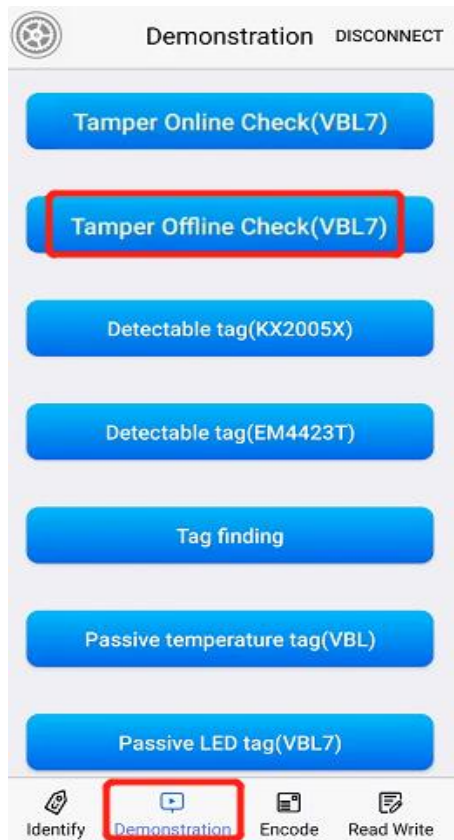 Demonstration DISCONNECT
Tamper Online Check(VBL7)
Tamper Offline Check(VBL7)
Detectable tag(KX2005X)
Detectable tag(EM4423T)
Tag finding
Passive temperature tag(VBL)
Passive LED tag(VBL7)
Identify Demonstration Encode Read Write